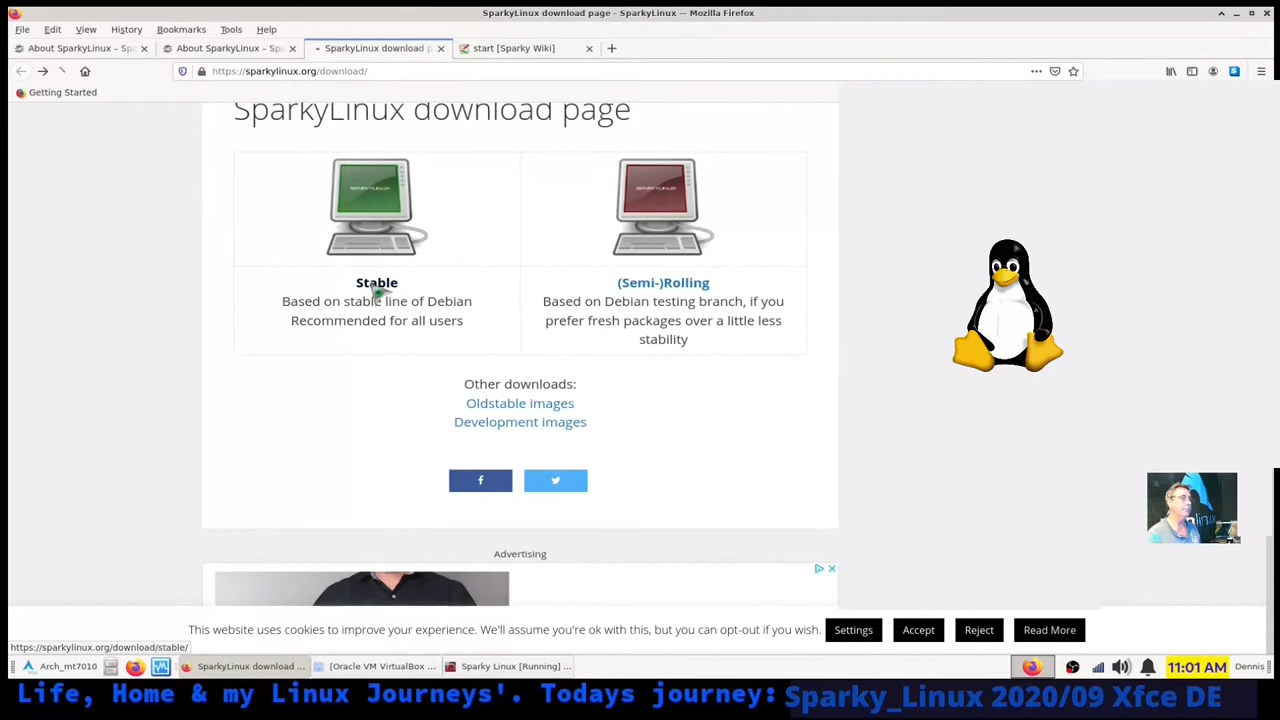 SparkyLinux download page - SparkyLinux — Mozilla Firefox
File Edit View History Bookmarks Tools Help
About SparkyLinux – Spa
About SparkyLinux – Spa
SparkyLinux download p
start [Sparky Wiki]
https://sparkylinux.org/download/
Getting Started
SparkyLinux download page
SPARKYLINUX
SPARKYLINUX
Stable
Based on stable line of Debian
Recommended for all users
(Semi-)Rolling
Based on Debian testing branch, if you
prefer fresh packages over a little less
stability
Other downloads:
Oldstable images
Development images
Advertising
This website uses cookies to improve your experience. We'll assume you're ok with this, but you can opt-out if you wish. Settings Accept Reject Read More
https://sparkylinux.org/download/stable/
Arch_mt7010 SparkyLinux download ... [Oracle VM VirtualBox ... Sparky Linux [Running] ... 11:01 AM Dennis
Life, Home & my Linux Journeys'. Todays journey: Sparky_Linux 2020/09 Xfce DE